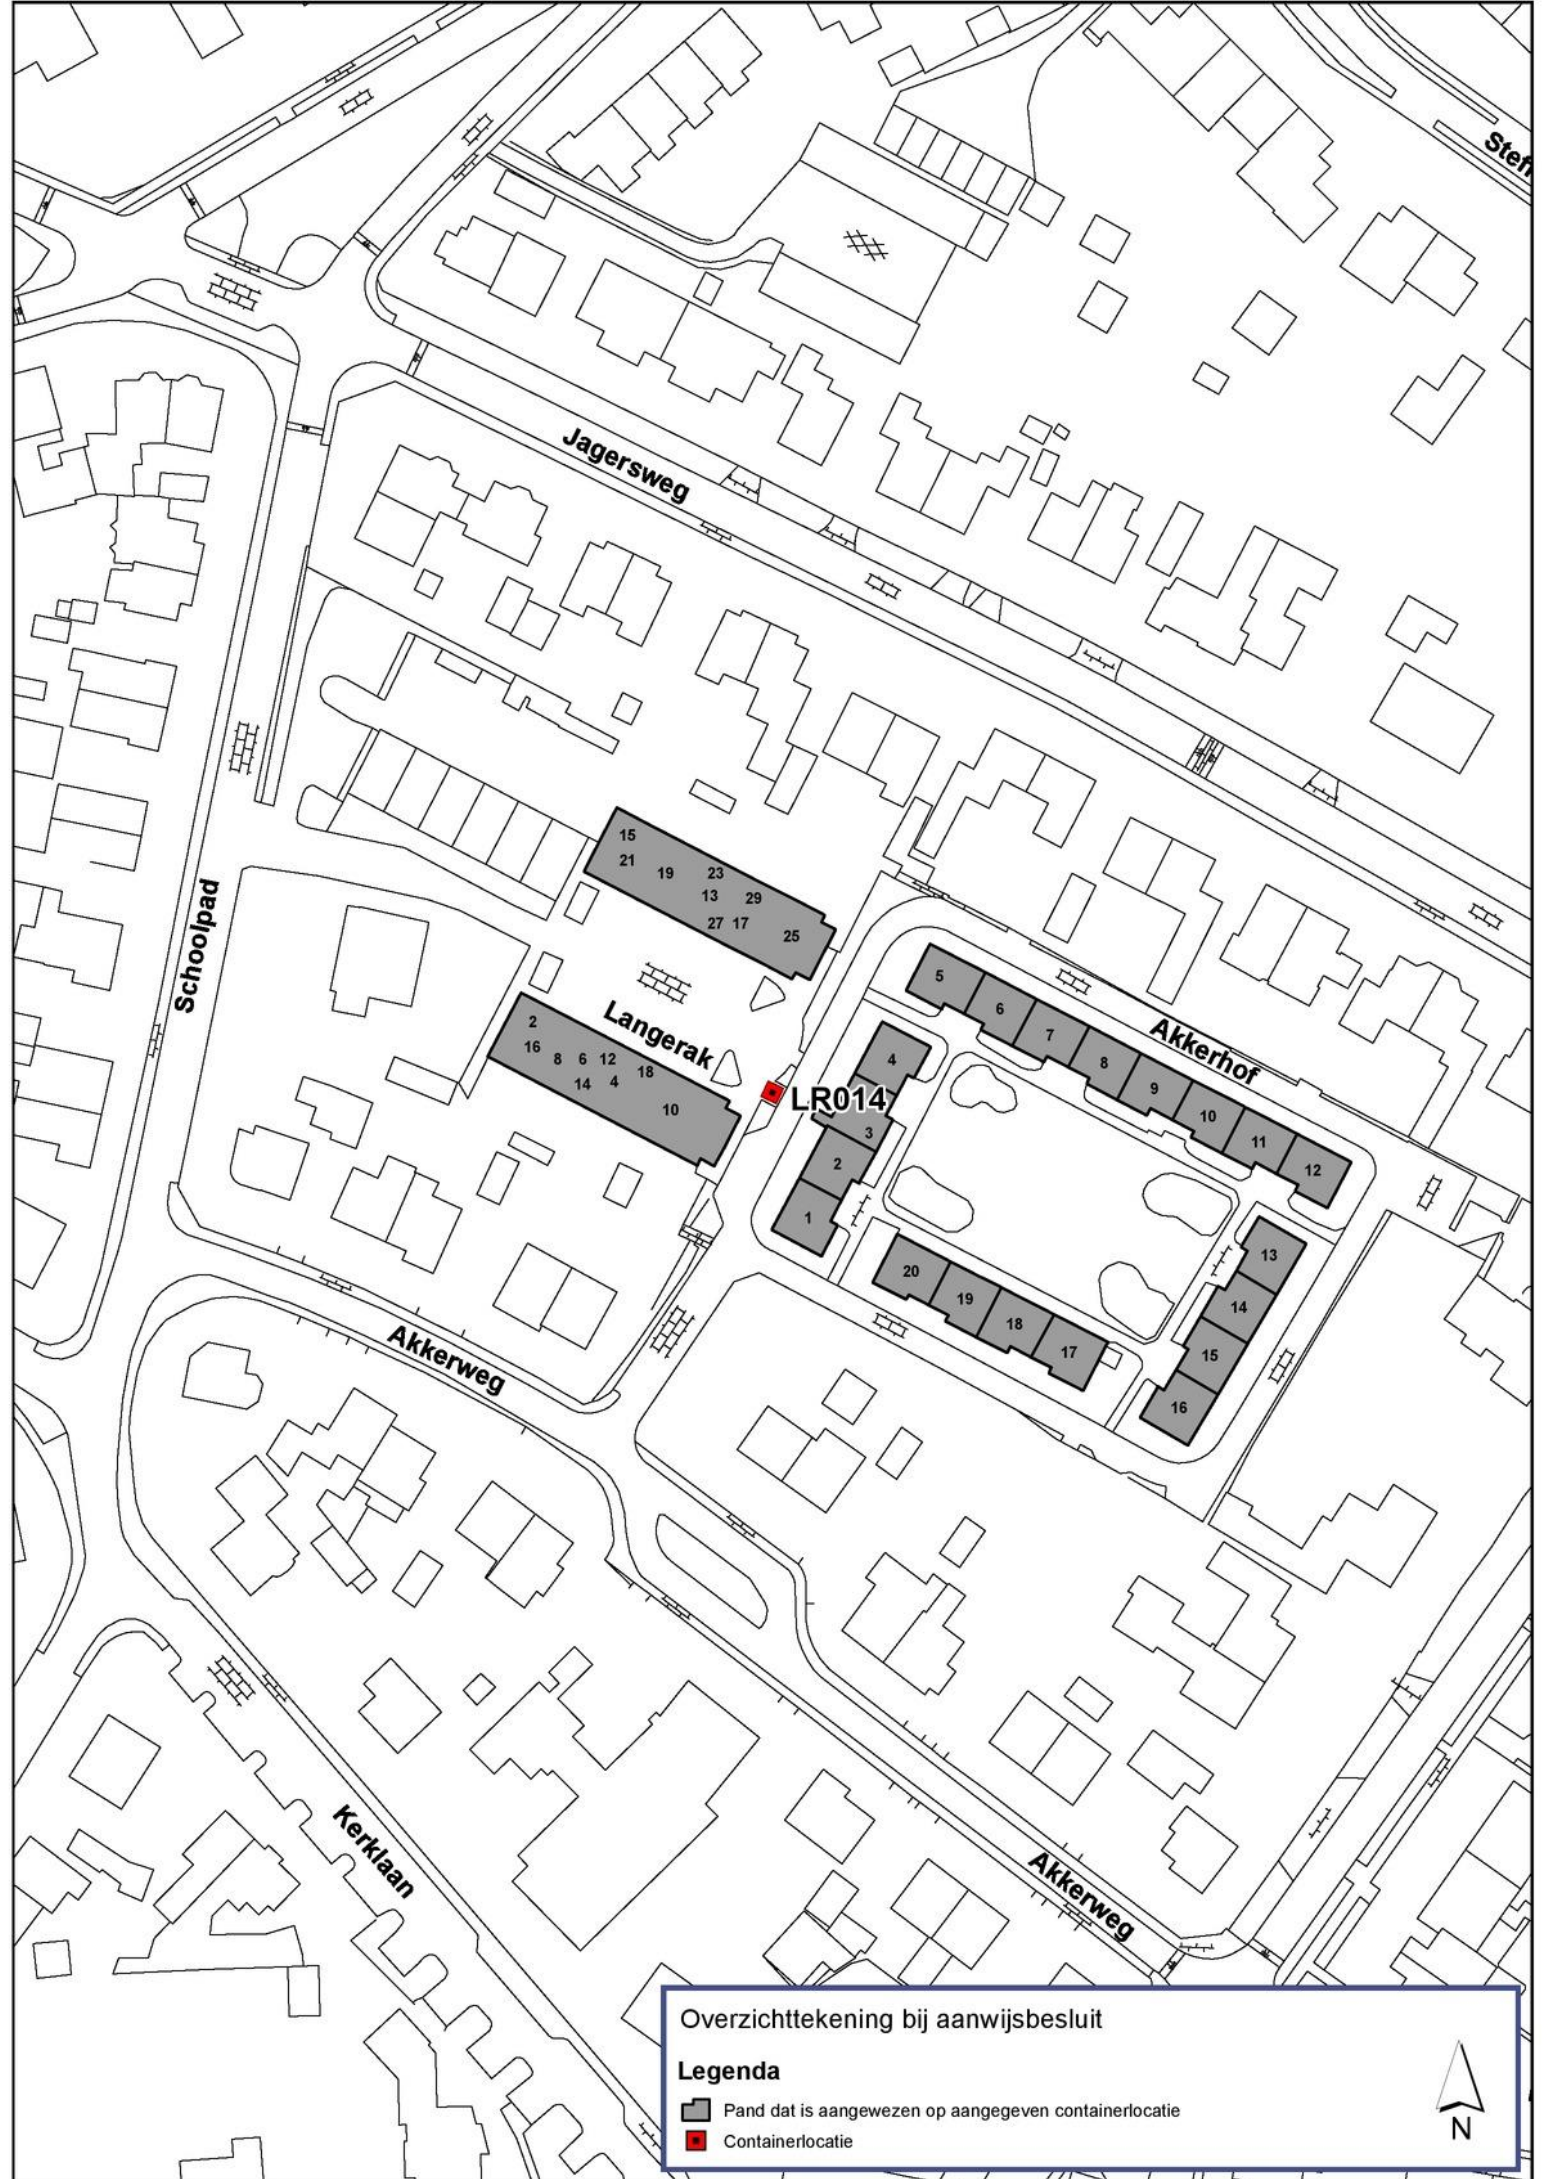 Stefn
Jagersweg
Schoolpad
15
21
19
23
13
29
27 17
25
Langerak
2
16
8 6 12
18
14
4
10
LR014
Akkerhof
5
6
7
8
9
10
11
12
4
3
2
1
20
19
18
17
13
14
15
16
Akkerweg
Kerklaan
Akkerweg
Overzichttekening bij aanwijsbesluit
Legenda
Pand dat is aangewezen op aangegeven containerlocatie
Containerlocatie
N